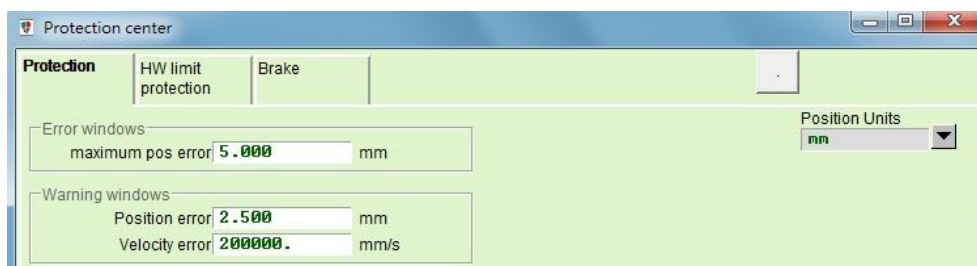 Protection center
Protection
HW limit
protection
Brake
.
Position Units
mm
Error windows
maximum pos error 5.000 mm
Warning windows
Position error 2.500 mm
Velocity error 200000. mm/s